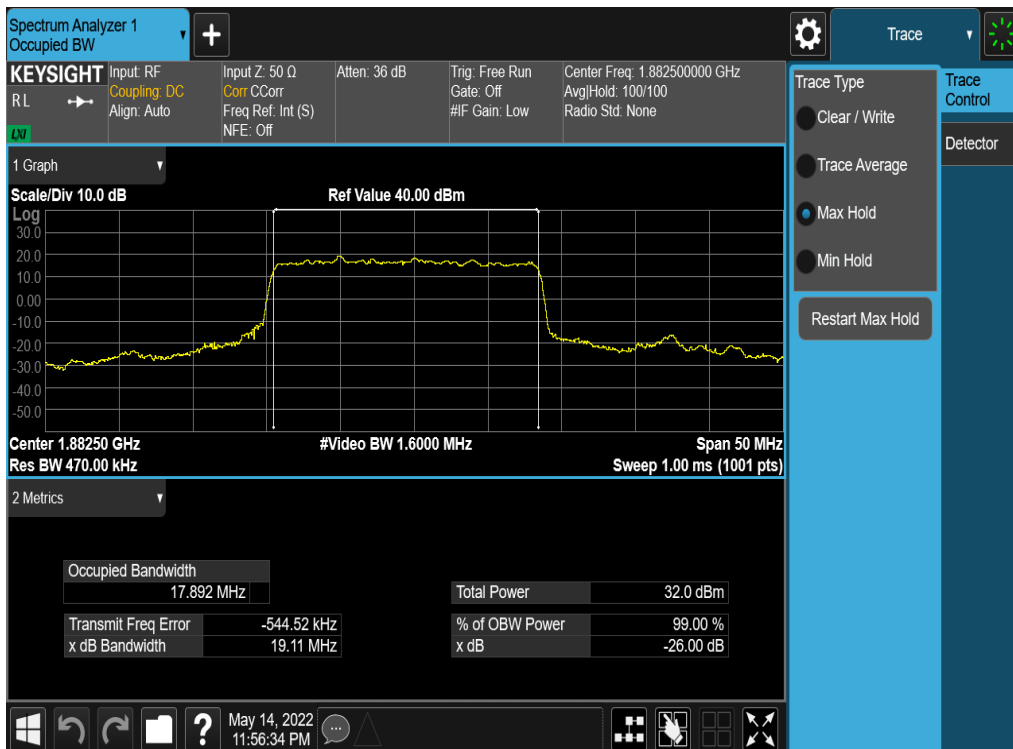 Spectrum Analyzer 1
Occupied BW
+
Trace
KEYSIGHT
R L
LXI
Input: RF
Coupling: DC
Align: Auto
Input Z: 50 Ω
Corr CCorr
Freq Ref: Int (S)
NFE: Off
Atten: 36 dB
Trig: Free Run
Gate: Off
#IF Gain: Low
Center Freq: 1.882500000 GHz
Avg|Hold: 100/100
Radio Std: None
Trace Type
Clear / Write
Trace Average
Max Hold
Min Hold
Restart Max Hold
Trace
Control
Detector
1 Graph
Scale/Div 10.0 dB
Ref Value 40.00 dBm
Log
30.0
20.0
10.0
0.00
-10.0
-20.0
-30.0
-40.0
-50.0
Center 1.88250 GHz
#Video BW 1.6000 MHz
Span 50 MHz
Res BW 470.00 kHz
Sweep 1.00 ms (1001 pts)
2 Metrics
Occupied Bandwidth
17.892 MHz
Total Power 32.0 dBm
Transmit Freq Error -544.52 kHz
% of OBW Power 99.00 %
x dB Bandwidth 19.11 MHz
x dB -26.00 dB
?
May 14, 2022
11:56:34 PM